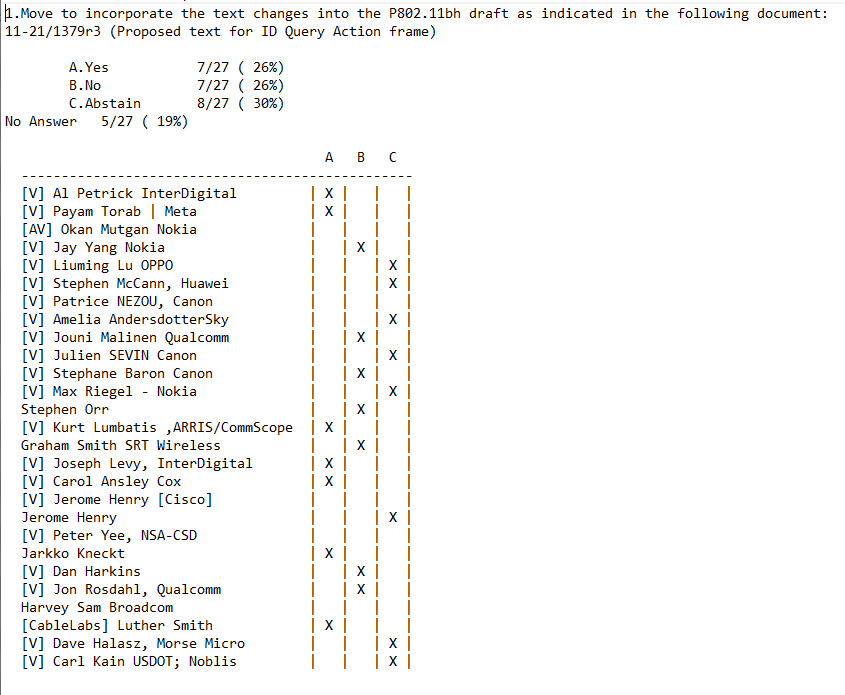 1.Move to incorporate the text changes into the P802.11bh draft as indicated in the following document:
11-21/1379r3 (Proposed text for ID Query Action frame)
A.Yes 7/27 ( 26%)
B.No 7/27 ( 26%)
C.Abstain 8/27 ( 30%)
No Answer 5/27 ( 19%)
A B C
----------------------------------------------------
[V] Al Petrick InterDigital | X | | |
[V] Payam Torab | Meta | X | | |
[AV] Okan Mutgan Nokia | | | |
[V] Jay Yang Nokia | | X | |
[V] Liuming Lu OPPO | | | X |
[V] Stephen McCann, Huawei | | | X |
[V] Patrice NEZOU, Canon | | | |
[V] Amelia AndersdotterSky | | | X |
[V] Jouni Malinen Qualcomm | | X | |
[V] Julien SEVIN Canon | | | X |
[V] Stephane Baron Canon | | X | |
[V] Max Riegel - Nokia | | | X |
Stephen Orr | | X | |
[V] Kurt Lumbatis ,ARRIS/CommScope | X | | |
Graham Smith SRT Wireless | | X | |
[V] Joseph Levy, InterDigital | X | | |
[V] Carol Ansley Cox | X | | |
[V] Jerome Henry [Cisco] | | | |
Jerome Henry | | | X |
[V] Peter Yee, NSA-CSD | | | |
Jarkko Kneckt | X | | |
[V] Dan Harkins | | X | |
[V] Jon Rosdahl, Qualcomm | | X | |
Harvey Sam Broadcom | | | |
[CableLabs] Luther Smith | X | | |
[V] Dave Halasz, Morse Micro | | | X |
[V] Carl Kain USDOT; Noblis | | | X |